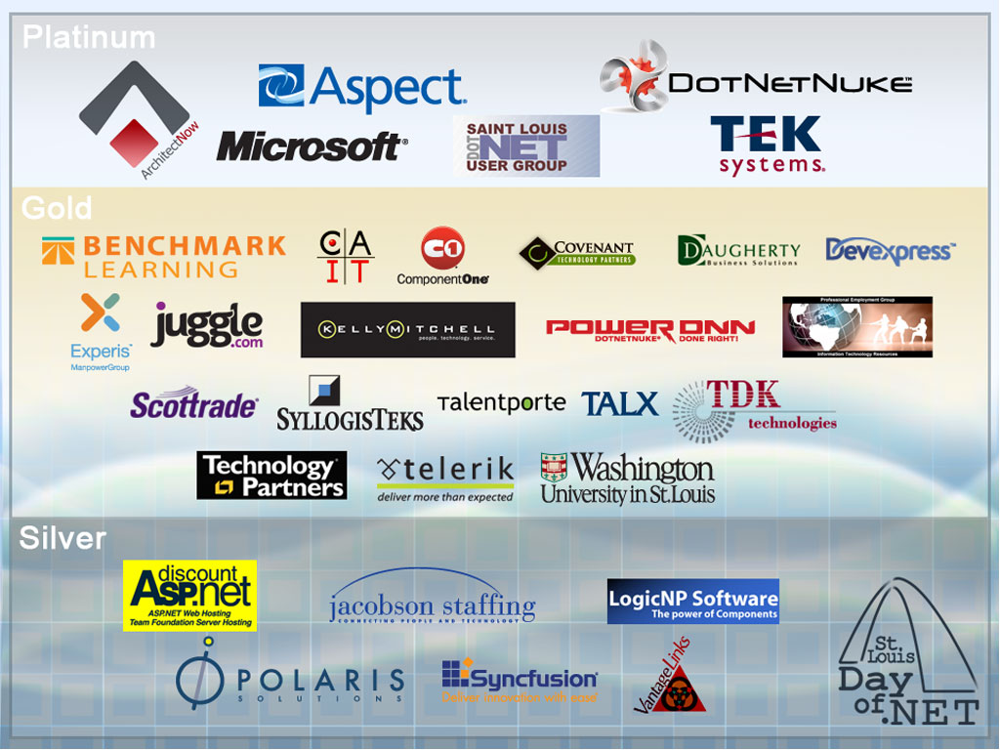 Platinum
ArchitectNow
Aspect®
DOTNETNUKE™
Microsoft®
SAINT LOUIS
DOT NET
USER GROUP
TEK
systems®
Gold
BENCHMARK
LEARNING
CA
IT
C1
ComponentOne®
COVENANT
TECHNOLOGY PARTNERS
DAUGHERTY
Business Solutions
Devexpress™
Experis™
ManpowerGroup
juggle
.com
KELLYMITCHELL
people. technology. service.
POWERDNN
DOTNETNUKE® DONE RIGHT!
Professional Employment Group
Information Technology Resources
Scottrade®
SYLLOGISTEKS
Talentporte
TALX
TDK
technologies
Technology
Partners
telerik
deliver more than expected
Washington
University in St. Louis
Silver
discount
ASP.net
ASP.NET Web Hosting
Team Foundation Server Hosting
jacobson staffing
CONNECTING PEOPLE AND TECHNOLOGY
LogicNP Software
The power of Components
POLARIS
SOLUTIONS
Syncfusion®
Deliver innovation with ease®
VantageLinks
St.
Louis
Day
of
.NET